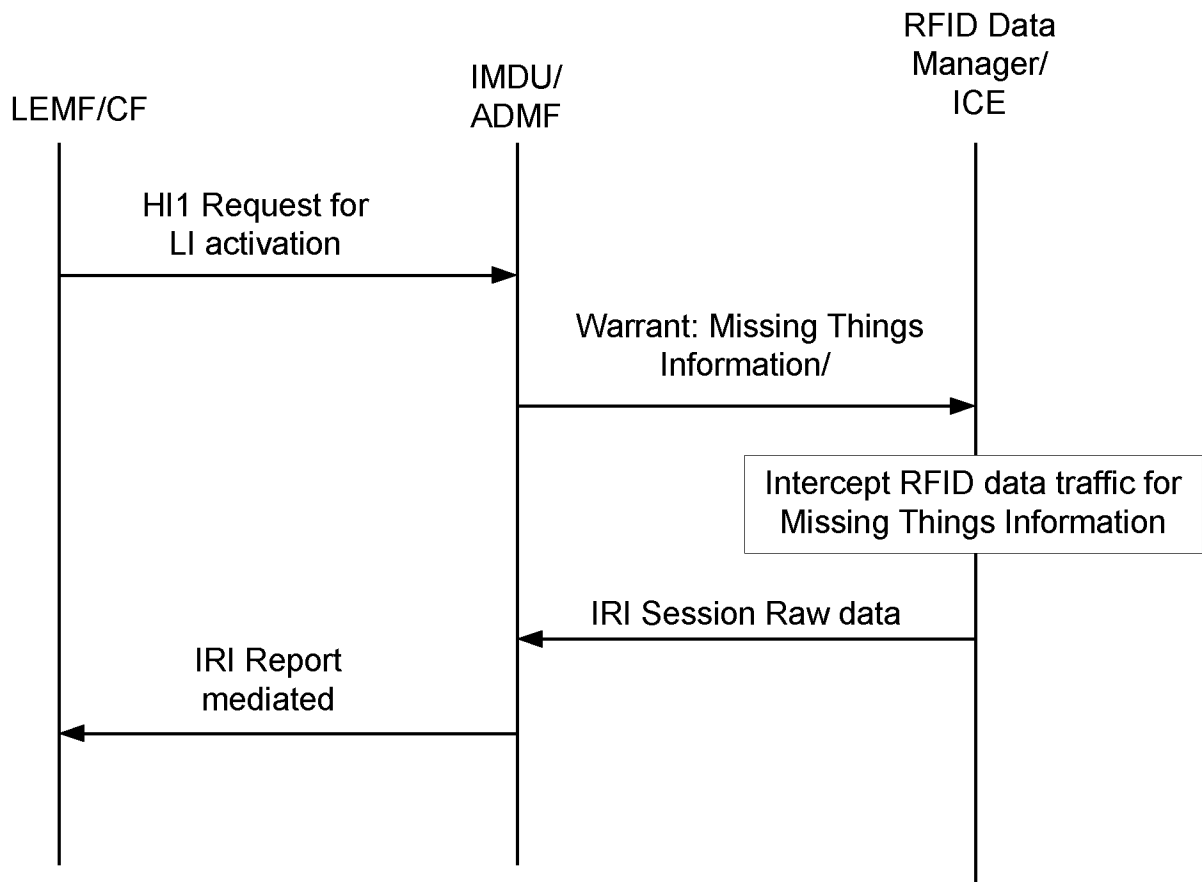 RFID Data
Manager/
ICE
IMDU/
ADMF
LEMF/CF
HI1 Request for
LI activation
Warrant: Missing Things
Information/
Intercept RFID data traffic for
Missing Things Information
IRI Session Raw data
IRI Report
mediated